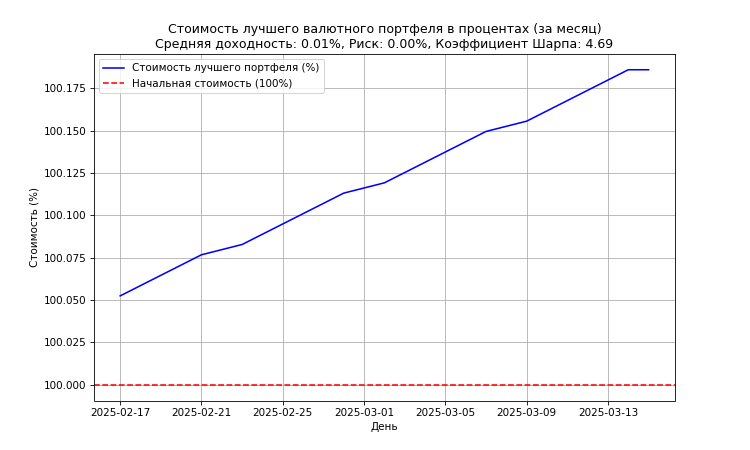 Стоимость лучшего валютного портфеля в процентах (за месяц)
Средняя доходность: 0.01%, Риск: 0.00%, Коэффициент Шарпа: 4.69
Стоимость лучшего портфеля (%)
Начальная стоимость (100%)
Стоимость (%)
100.175
100.150
100.125
100.100
100.075
100.050
100.025
100.000
2025-02-17 2025-02-21 2025-02-25 2025-03-01 2025-03-05 2025-03-09 2025-03-13
День